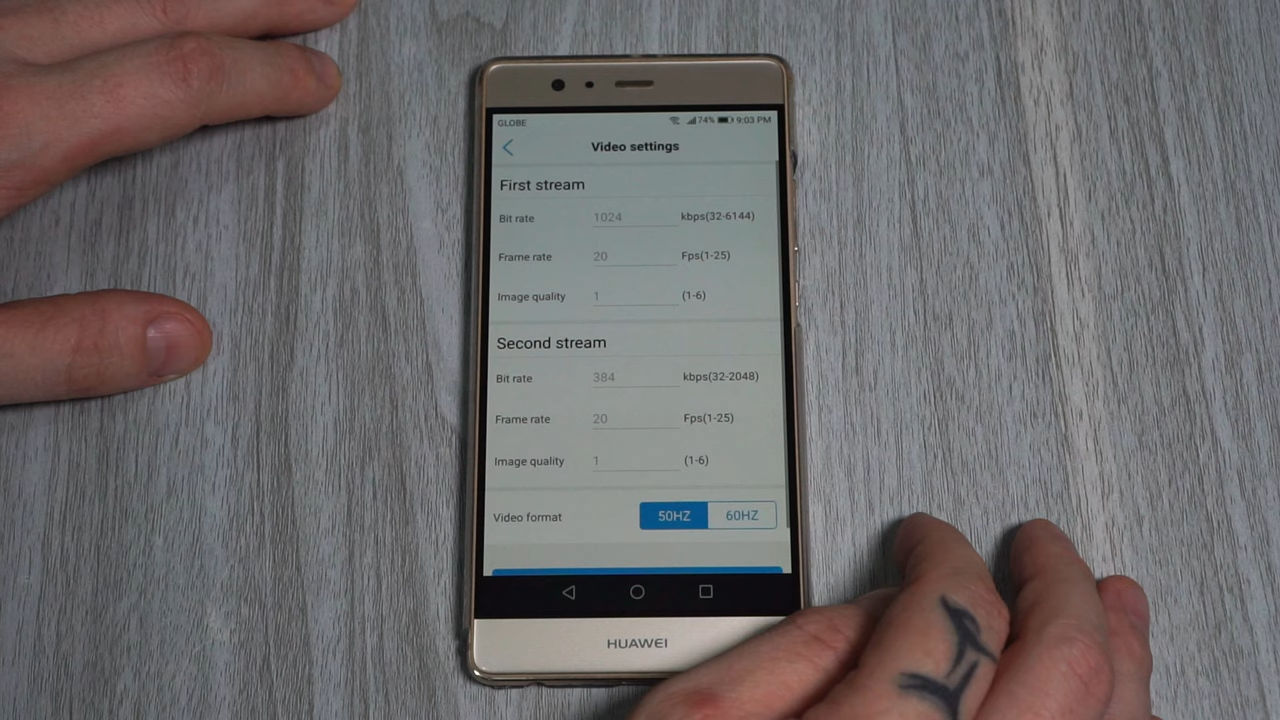 GLOBE 74% 9:03 PM
Video settings
First stream
Bit rate 1024 kbps(32-6144)
Frame rate 20 Fps(1-25)
Image quality 1 (1-6)
Second stream
Bit rate 384 kbps(32-2048)
Frame rate 20 Fps(1-25)
Image quality 1 (1-6)
Video format 50HZ 60HZ
HUAWEI